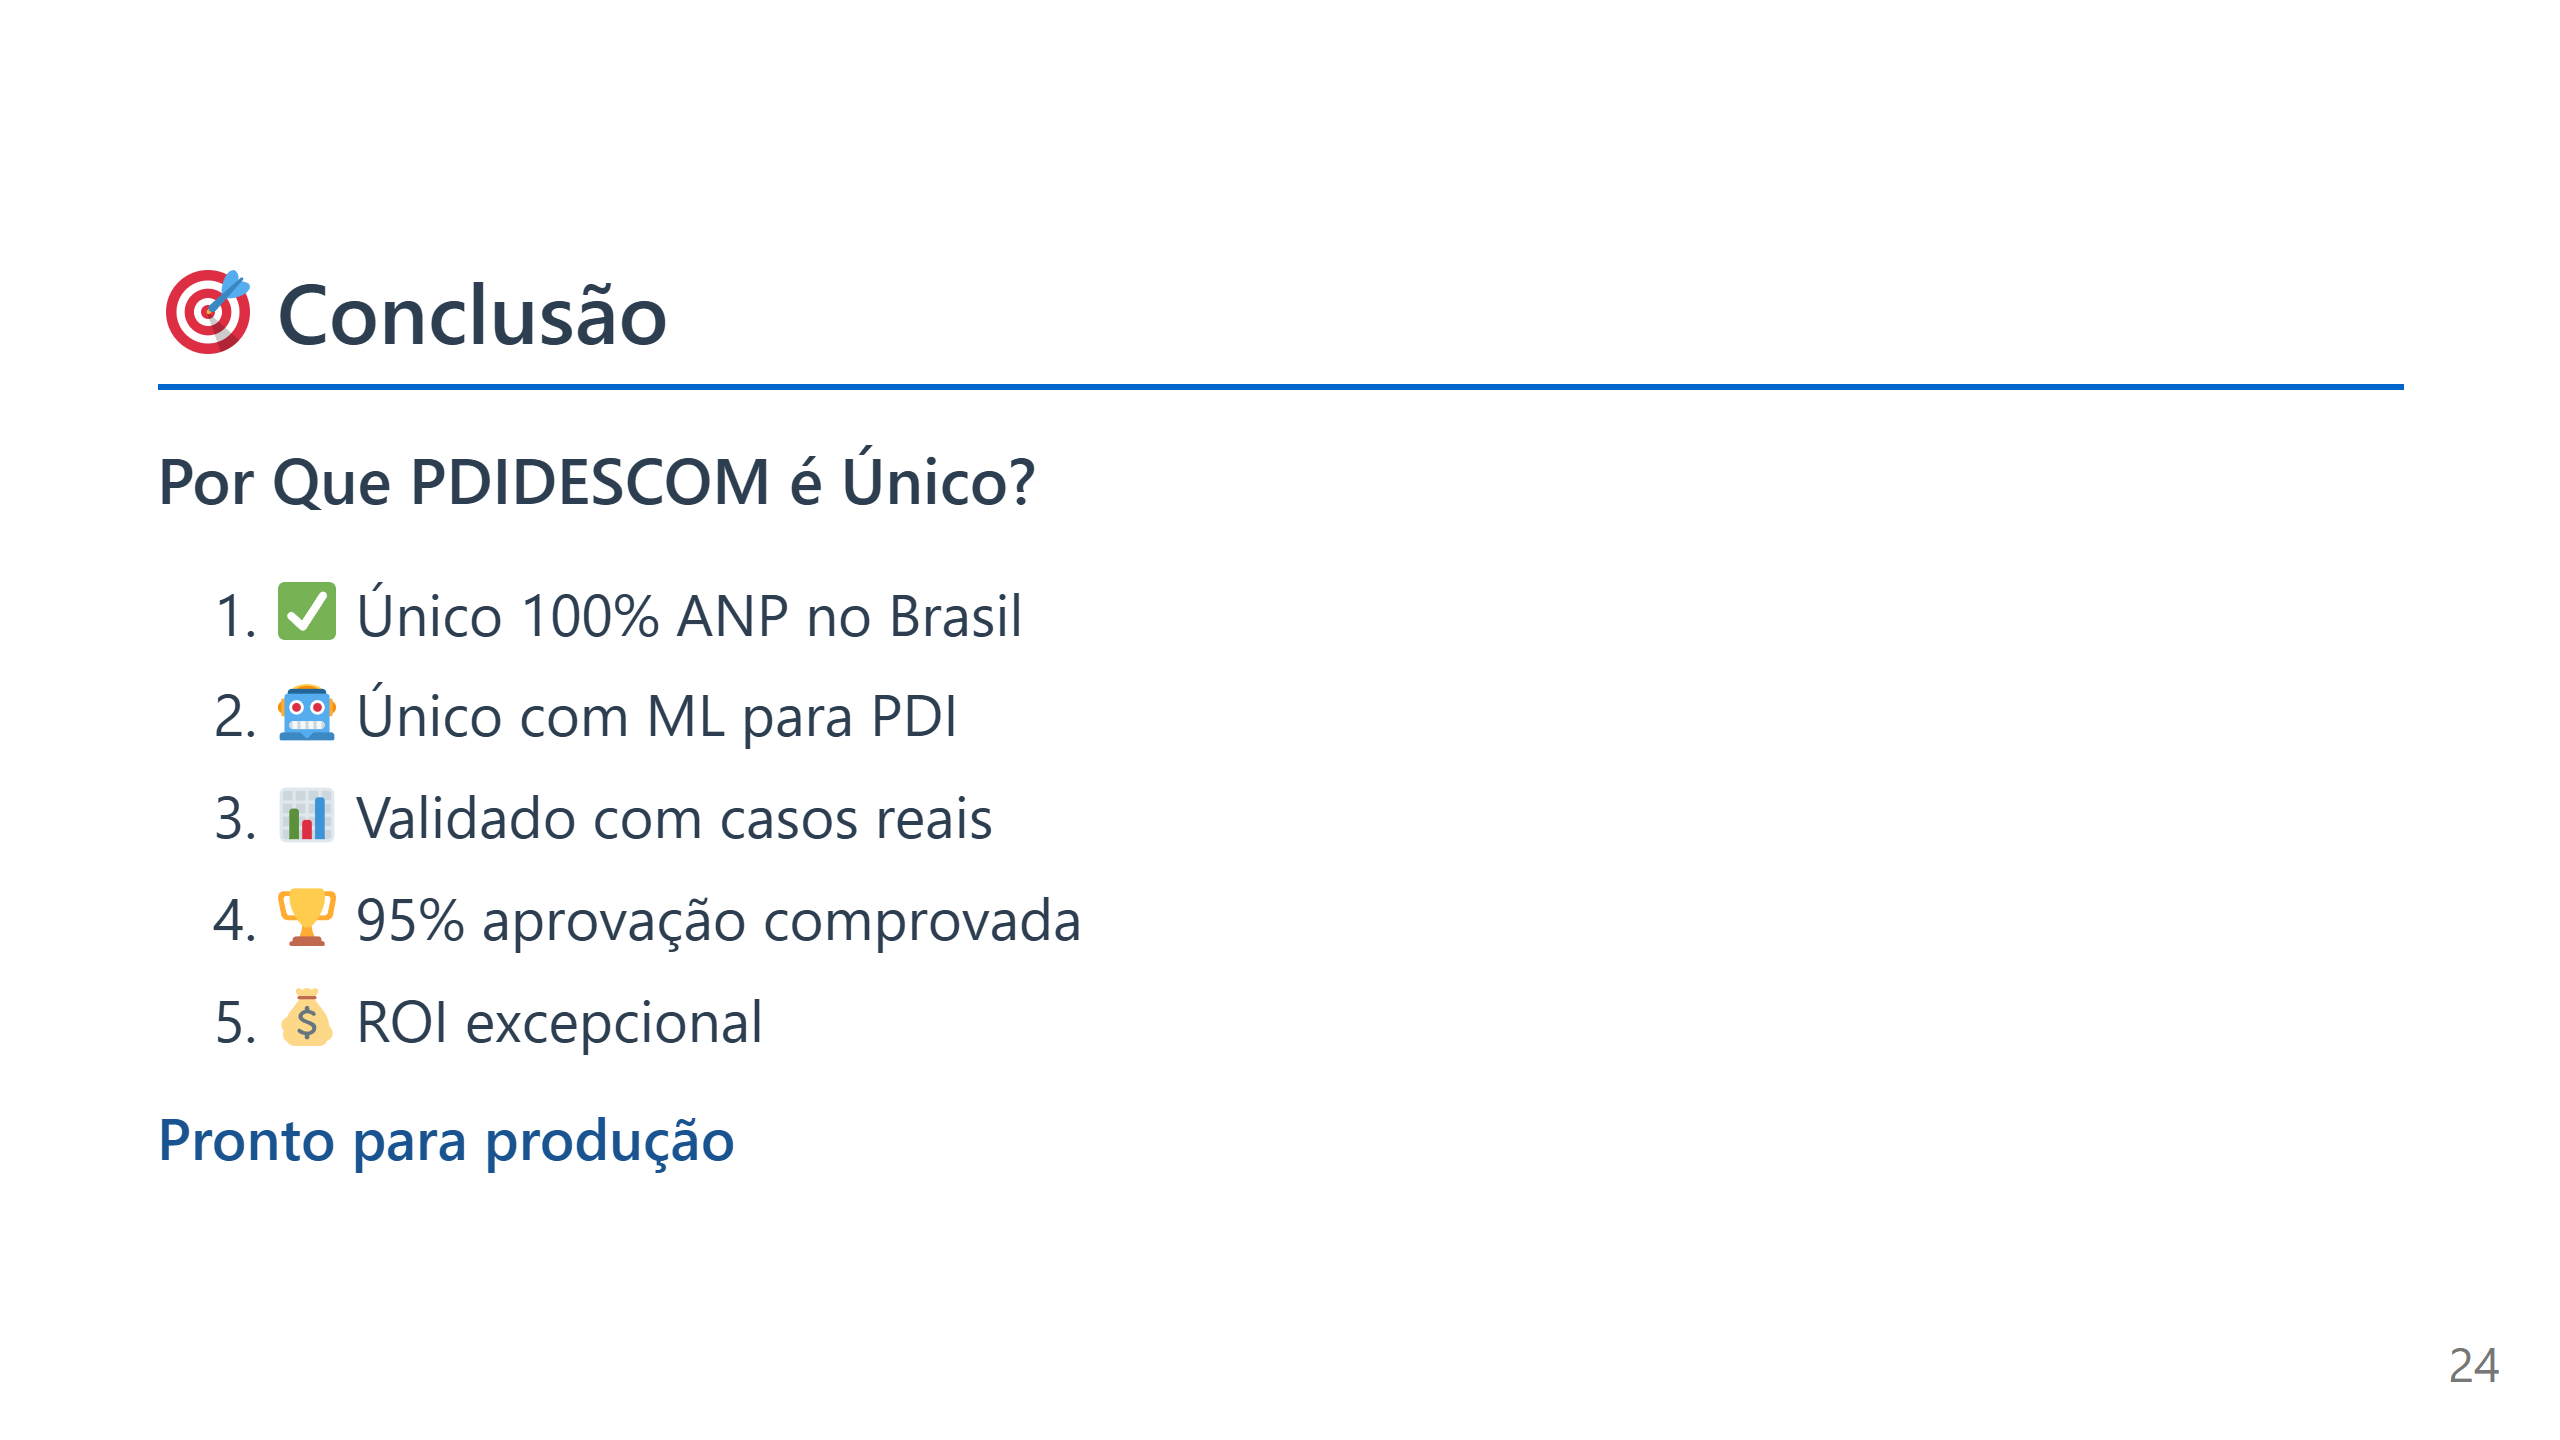 🎯 Conclusão
Por Que PDIDESCOM é Único?
1. ✅ Único 100% ANP no Brasil
2. 🤖 Único com ML para PDI
3. 📊 Validado com casos reais
4. 🏆 95% aprovação comprovada
5. 💰 ROI excepcional
Pronto para produção
24